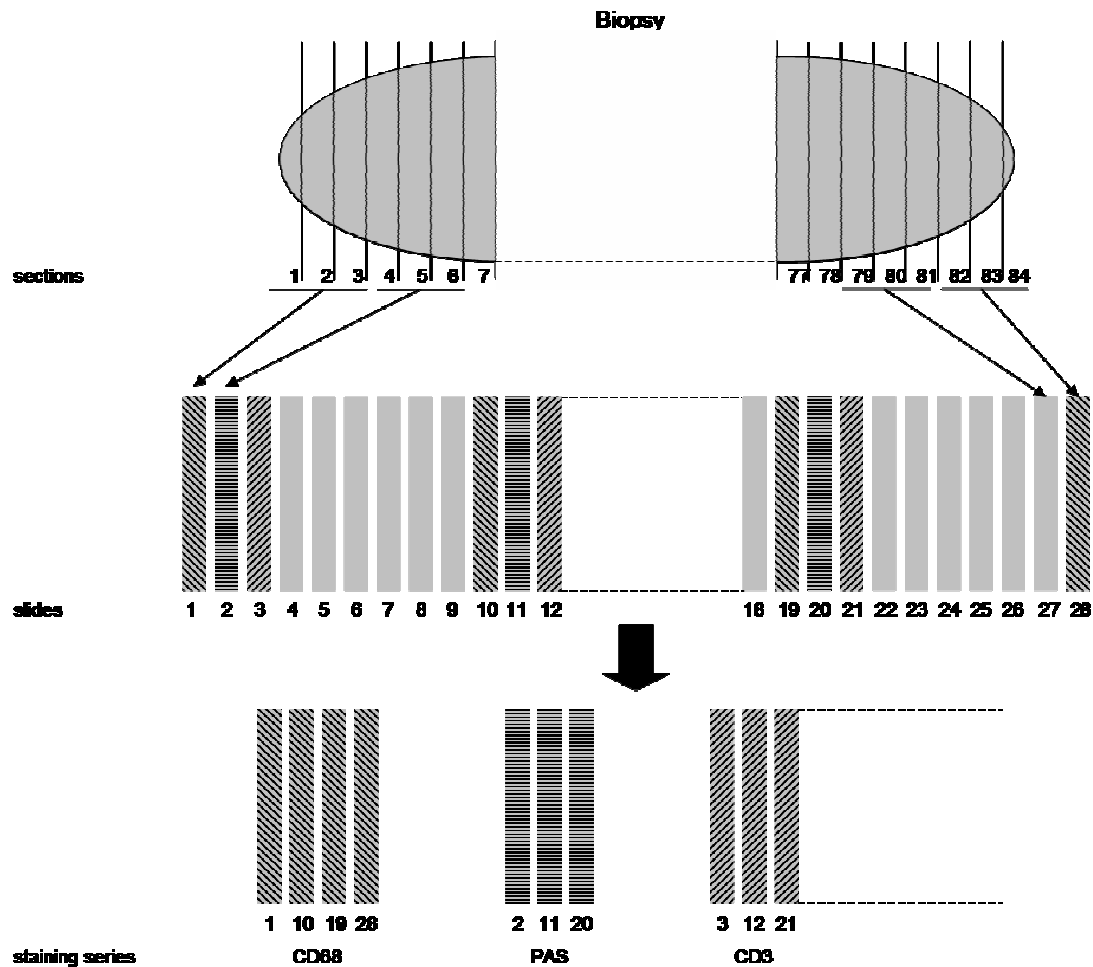 Biopsy
sections 1 2 3 4 5 6 7 77 78 79 80 81 82 83 84
slides 1 2 3 4 5 6 7 8 9 10 11 12 18 19 20 21 22 23 24 25 26 27 28
1 10 19 28 2 11 20 3 12 21
staining series CD68 PAS CD3